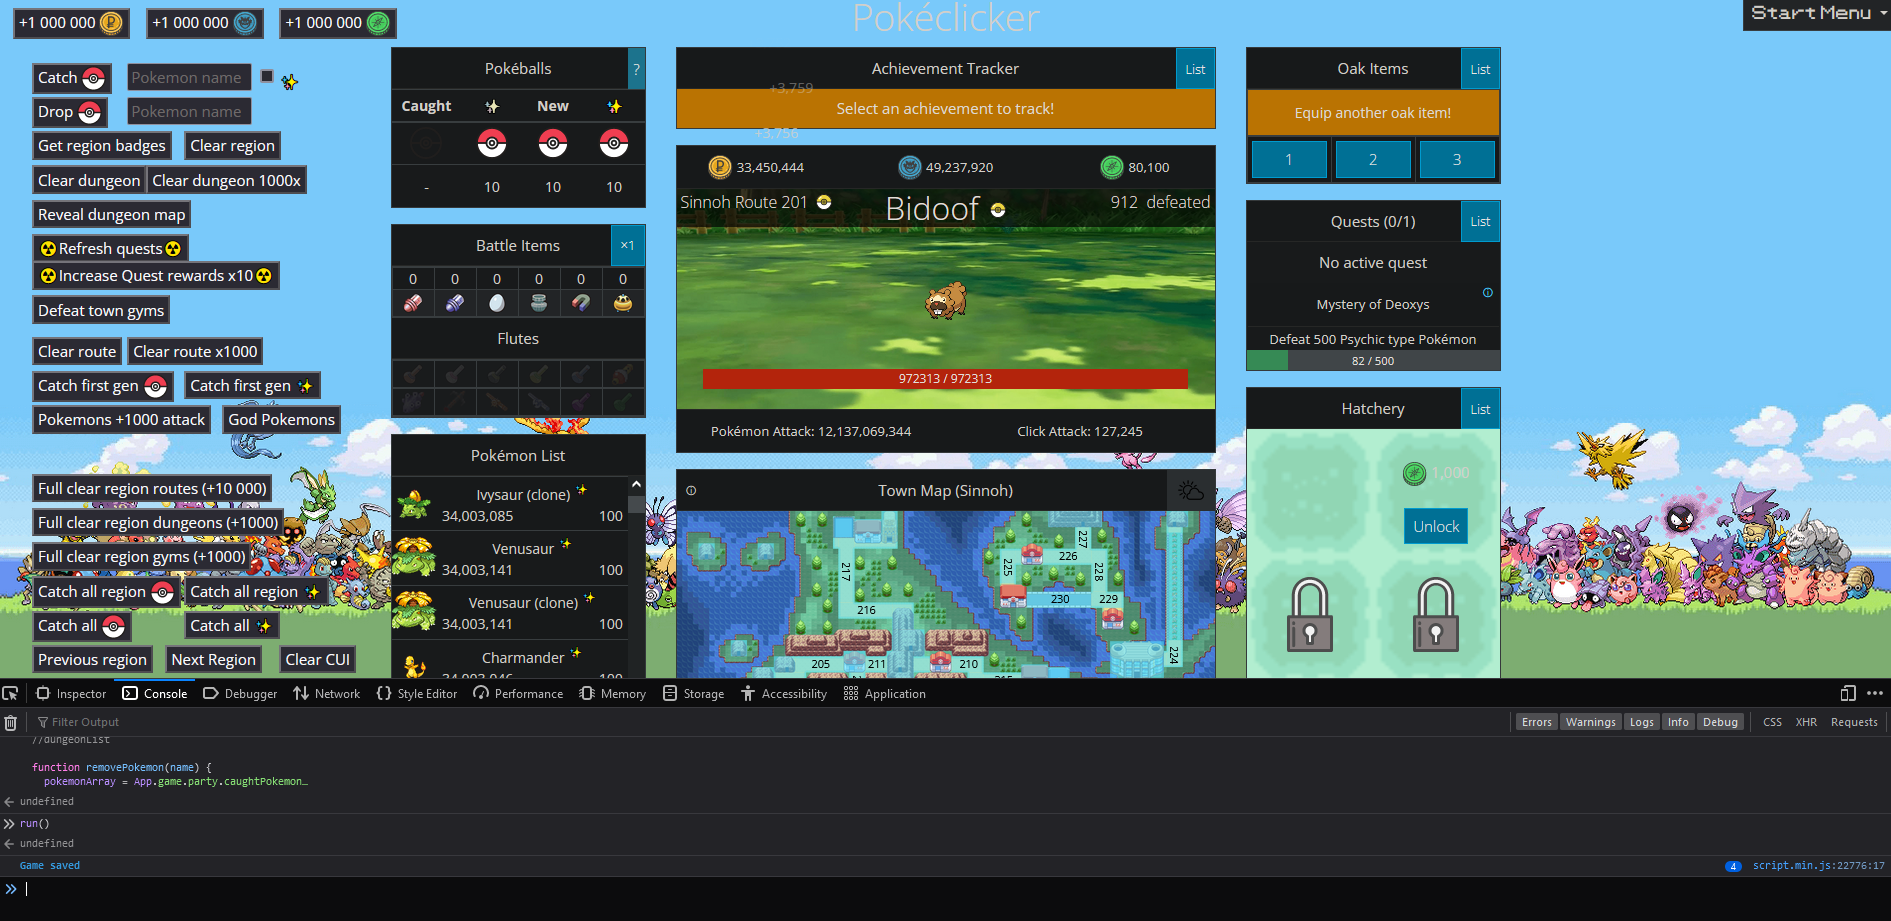 +1 000 000
+1 000 000
+1 000 000
Pokéclicker
Start Menu
Catch
Pokemon name
Drop
Pokemon name
Get region badges
Clear region
Clear dungeon
Clear dungeon 1000x
Reveal dungeon map
Refresh quests
Increase Quest rewards x10
Defeat town gyms
Clear route
Clear route x1000
Catch first gen
Catch first gen
Pokemons +1000 attack
God Pokemons
Full clear region routes (+10 000)
Full clear region dungeons (+1000)
Full clear region gyms (+1000)
Catch all region
Catch all region
Catch all
Catch all
Previous region
Next Region
Clear CUI
Pokéballs
?
Caught
New
-
10
10
10
Battle Items
×1
0
0
0
0
0
0
Flutes
Pokémon List
Ivysaur (clone)
34,003,085
100
Venusaur
34,003,141
100
Venusaur (clone)
34,003,141
100
Charmander
34,003,046
100
Achievement Tracker
List
+3,759
Select an achievement to track!
+3,756
33,450,444
49,237,920
80,100
Sinnoh Route 201
Bidoof
912 defeated
972313 / 972313
Pokémon Attack: 12,137,069,344
Click Attack: 127,245
Town Map (Sinnoh)
217
216
205
211
210
225
226
227
228
229
230
224
Oak Items
List
Equip another oak item!
1
2
3
Quests (0/1)
List
No active quest
Mystery of Deoxys
Defeat 500 Psychic type Pokémon
82 / 500
Hatchery
List
1,000
Unlock
Inspector
Console
Debugger
Network
Style Editor
Performance
Memory
Storage
Accessibility
Application
Filter Output
Errors
Warnings
Logs
Info
Debug
CSS
XHR
Requests
//dungeonList
function removePokemon(name) {
pokemonArray = App.game.party.caughtPokemon…
undefined
run()
undefined
Game saved
4
script.min.js:22776:17